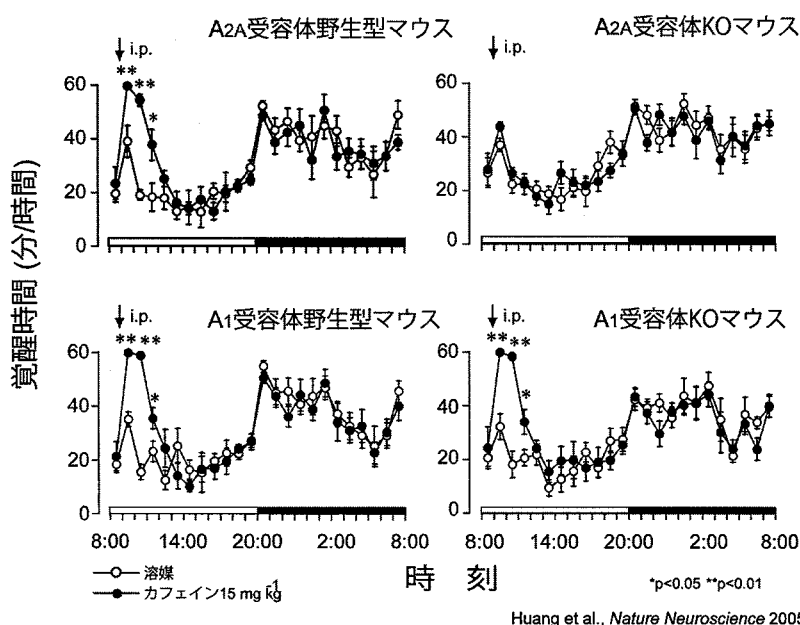 A2A受容体野生型マウス
A2A受容体KOマウス
i.p.
i.p.
** **
*
60
40
20
0
60
40
20
0
覚醒時間 (分/時間)
A1受容体野生型マウス
A1受容体KOマウス
i.p.
i.p.
** **
*
** **
*
60
40
20
0
60
40
20
0
8:00 14:00 20:00 2:00 8:00
8:00 14:00 20:00 2:00 8:00
時 刻
溶媒
カフェイン15 mg kg-1
*p<0.05 **p<0.01
Huang et al., Nature Neuroscience 2005